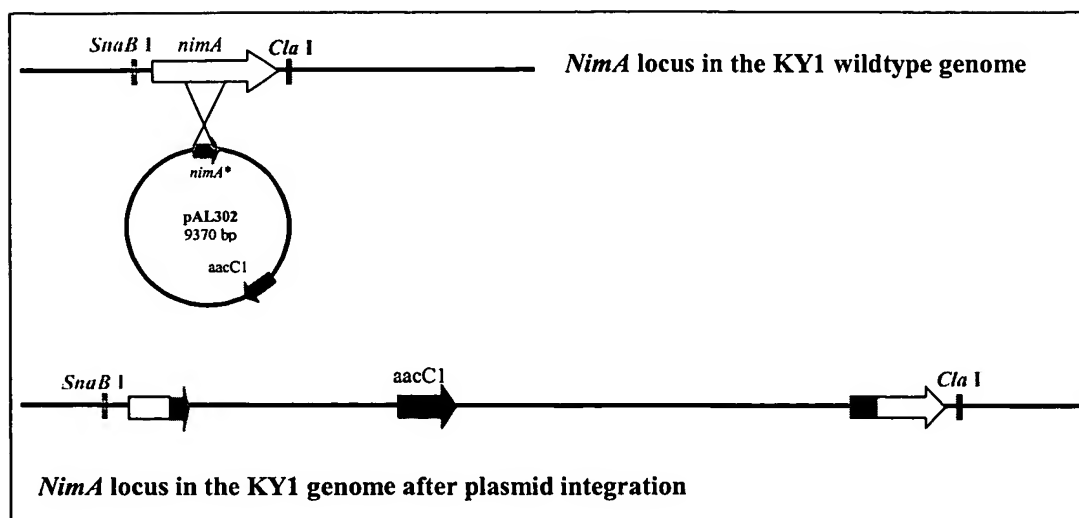 SnaB I nimA Cla I
NimA locus in the KY1 wildtype genome
nimA*
pAL302
9370 bp
aacC1
SnaB I aacC1 Cla I
NimA locus in the KY1 genome after plasmid integration